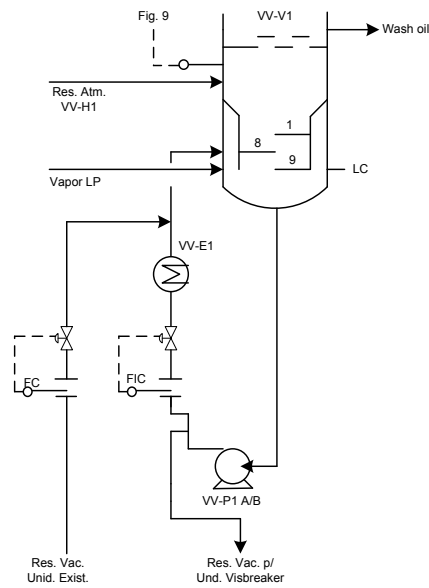 Fig. 9
VV-V1
Wash oil
Res. Atm.
VV-H1
1
8
9
LC
Vapor LP
VV-E1
FC
FIC
VV-P1 A/B
Res. Vac.
Unid. Exist.
Res. Vac. p/
Und. Visbreaker